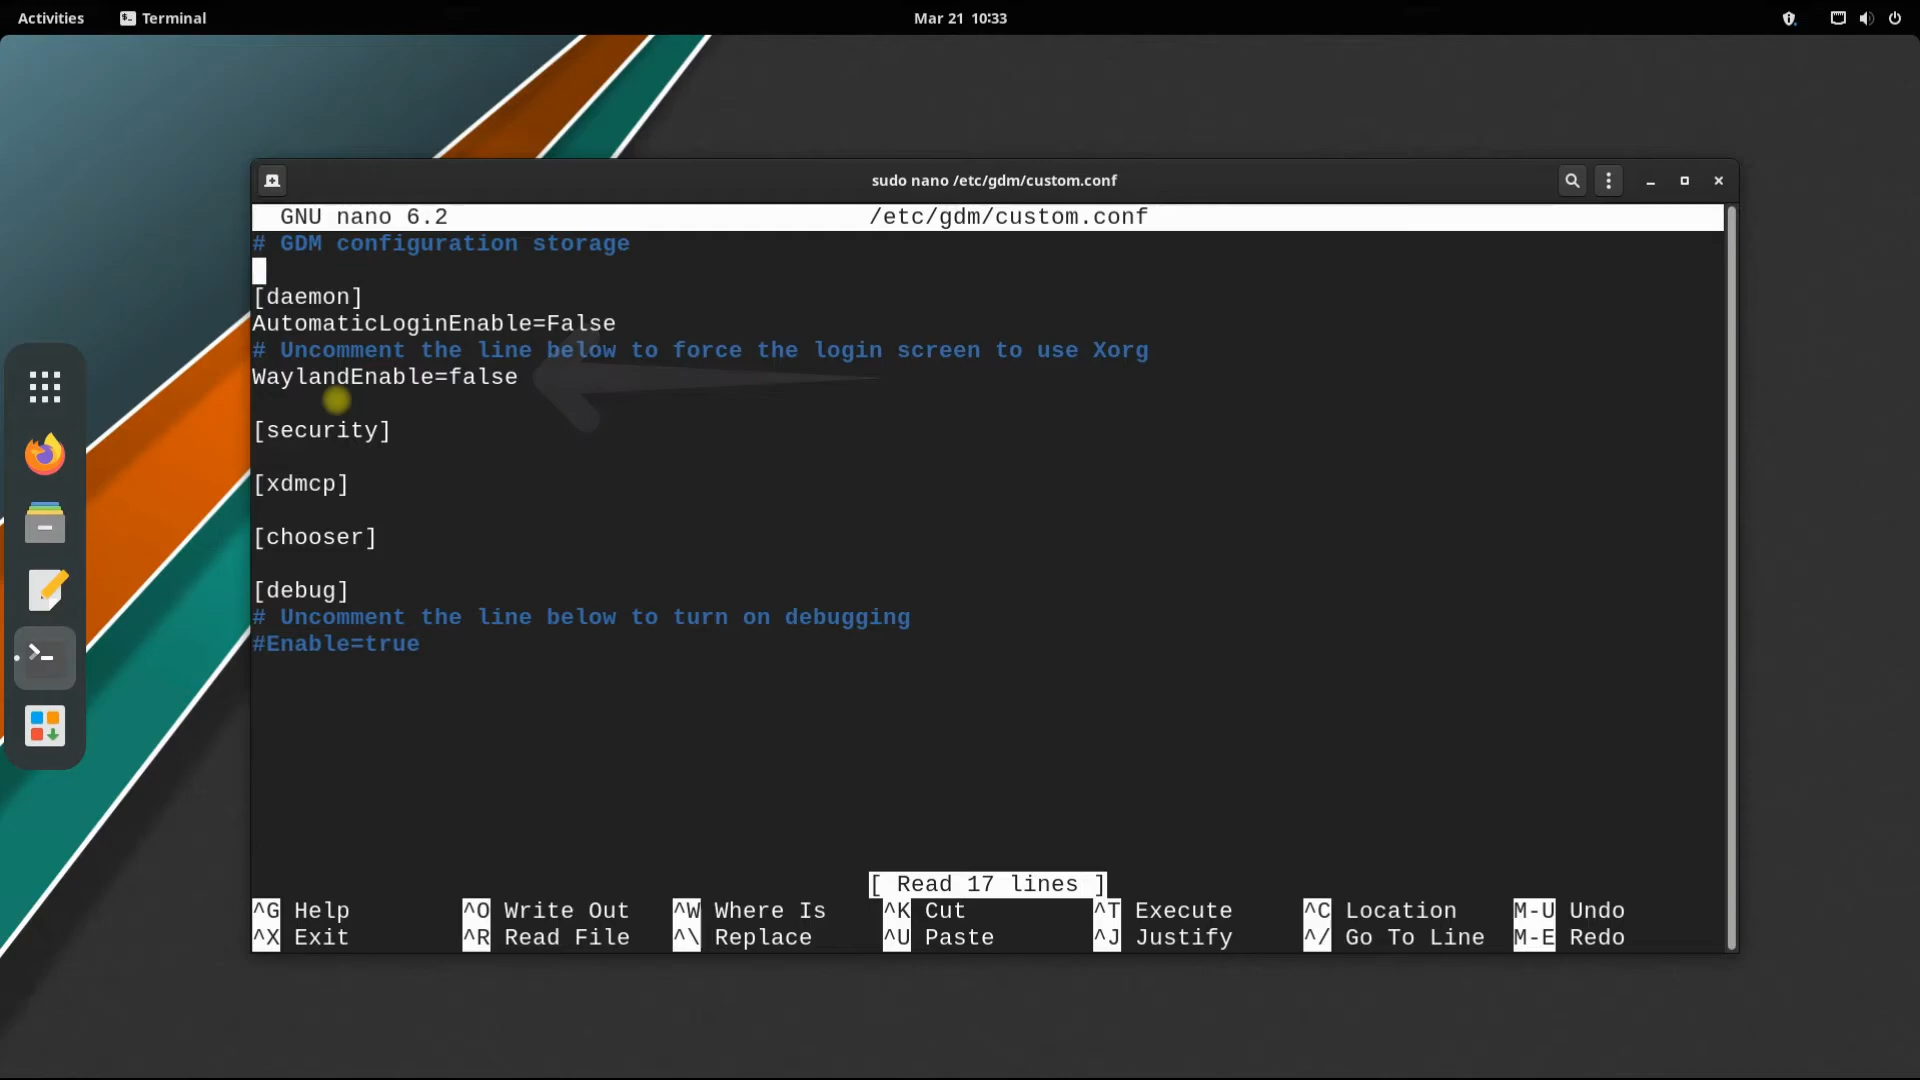 Activities
Terminal
Mar 21 10:33
sudo nano /etc/gdm/custom.conf
GNU nano 6.2 /etc/gdm/custom.conf
# GDM configuration storage
[daemon]
AutomaticLoginEnable=False
# Uncomment the line below to force the login screen to use Xorg
WaylandEnable=false
[security]
[xdmcp]
[chooser]
[debug]
# Uncomment the line below to turn on debugging
#Enable=true
[ Read 17 lines ]
^G Help ^O Write Out ^W Where Is ^K Cut ^T Execute ^C Location M-U Undo
^X Exit ^R Read File ^\ Replace ^U Paste ^J Justify ^/ Go To Line M-E Redo